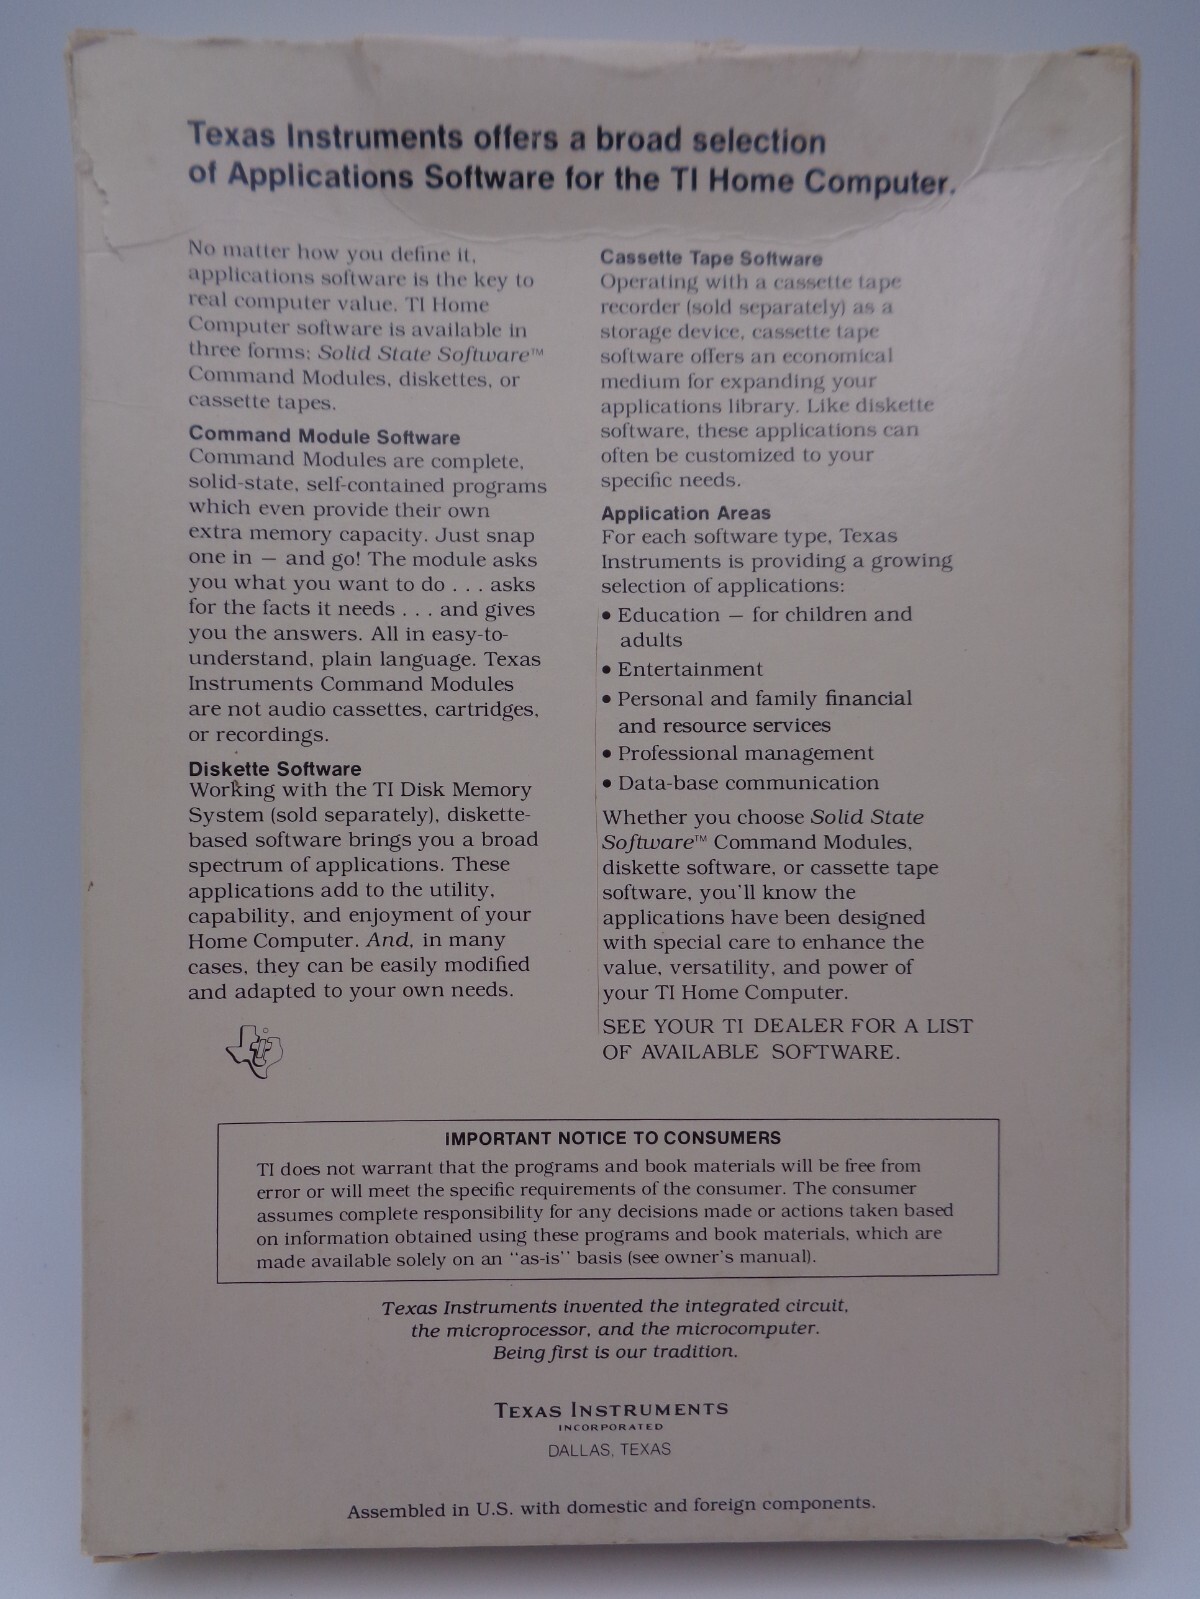 Texas Instruments offers a broad selection
of Applications Software for the TI Home Computer.
No matter how you define it,
applications software is the key to
real computer value. TI Home
Computer software is available in
three forms: Solid State Software™
Command Modules, diskettes, or
cassette tapes.
Command Module Software
Command Modules are complete,
solid-state, self-contained programs
which even provide their own
extra memory capacity. Just snap
one in — and go! The module asks
you what you want to do . . . asks
for the facts it needs . . . and gives
you the answers. All in easy-to-
understand, plain language. Texas
Instruments Command Modules
are not audio cassettes, cartridges,
or recordings.
Diskette Software
Working with the TI Disk Memory
System (sold separately), diskette-
based software brings you a broad
spectrum of applications. These
applications add to the utility,
capability, and enjoyment of your
Home Computer. And, in many
cases, they can be easily modified
and adapted to your own needs.
Cassette Tape Software
Operating with a cassette tape
recorder (sold separately) as a
storage device, cassette tape
software offers an economical
medium for expanding your
applications library. Like diskette
software, these applications can
often be customized to your
specific needs.
Application Areas
For each software type, Texas
Instruments is providing a growing
selection of applications:
• Education — for children and
adults
• Entertainment
• Personal and family financial
and resource services
• Professional management
• Data-base communication
Whether you choose Solid State
Software™ Command Modules,
diskette software, or cassette tape
software, you'll know the
applications have been designed
with special care to enhance the
value, versatility, and power of
your TI Home Computer.
SEE YOUR TI DEALER FOR A LIST
OF AVAILABLE SOFTWARE.
IMPORTANT NOTICE TO CONSUMERS
TI does not warrant that the programs and book materials will be free from
error or will meet the specific requirements of the consumer. The consumer
assumes complete responsibility for any decisions made or actions taken based
on information obtained using these programs and book materials, which are
made available solely on an "as-is" basis (see owner's manual).
Texas Instruments invented the integrated circuit,
the microprocessor, and the microcomputer.
Being first is our tradition.
TEXAS INSTRUMENTS
INCORPORATED
DALLAS, TEXAS
Assembled in U.S. with domestic and foreign components.